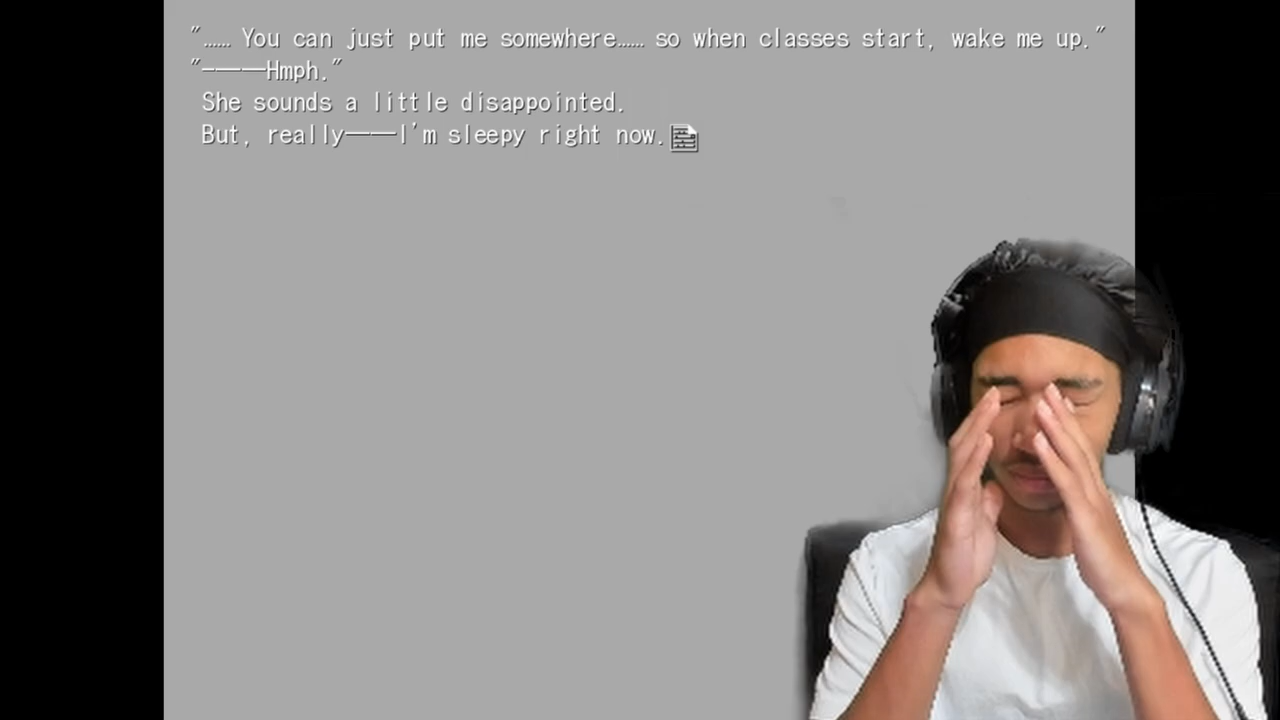 "…… You can just put me somewhere…… so when classes start, wake me up."
"————Hmph."
She sounds a little disappointed.
But, really———I'm sleepy right now.